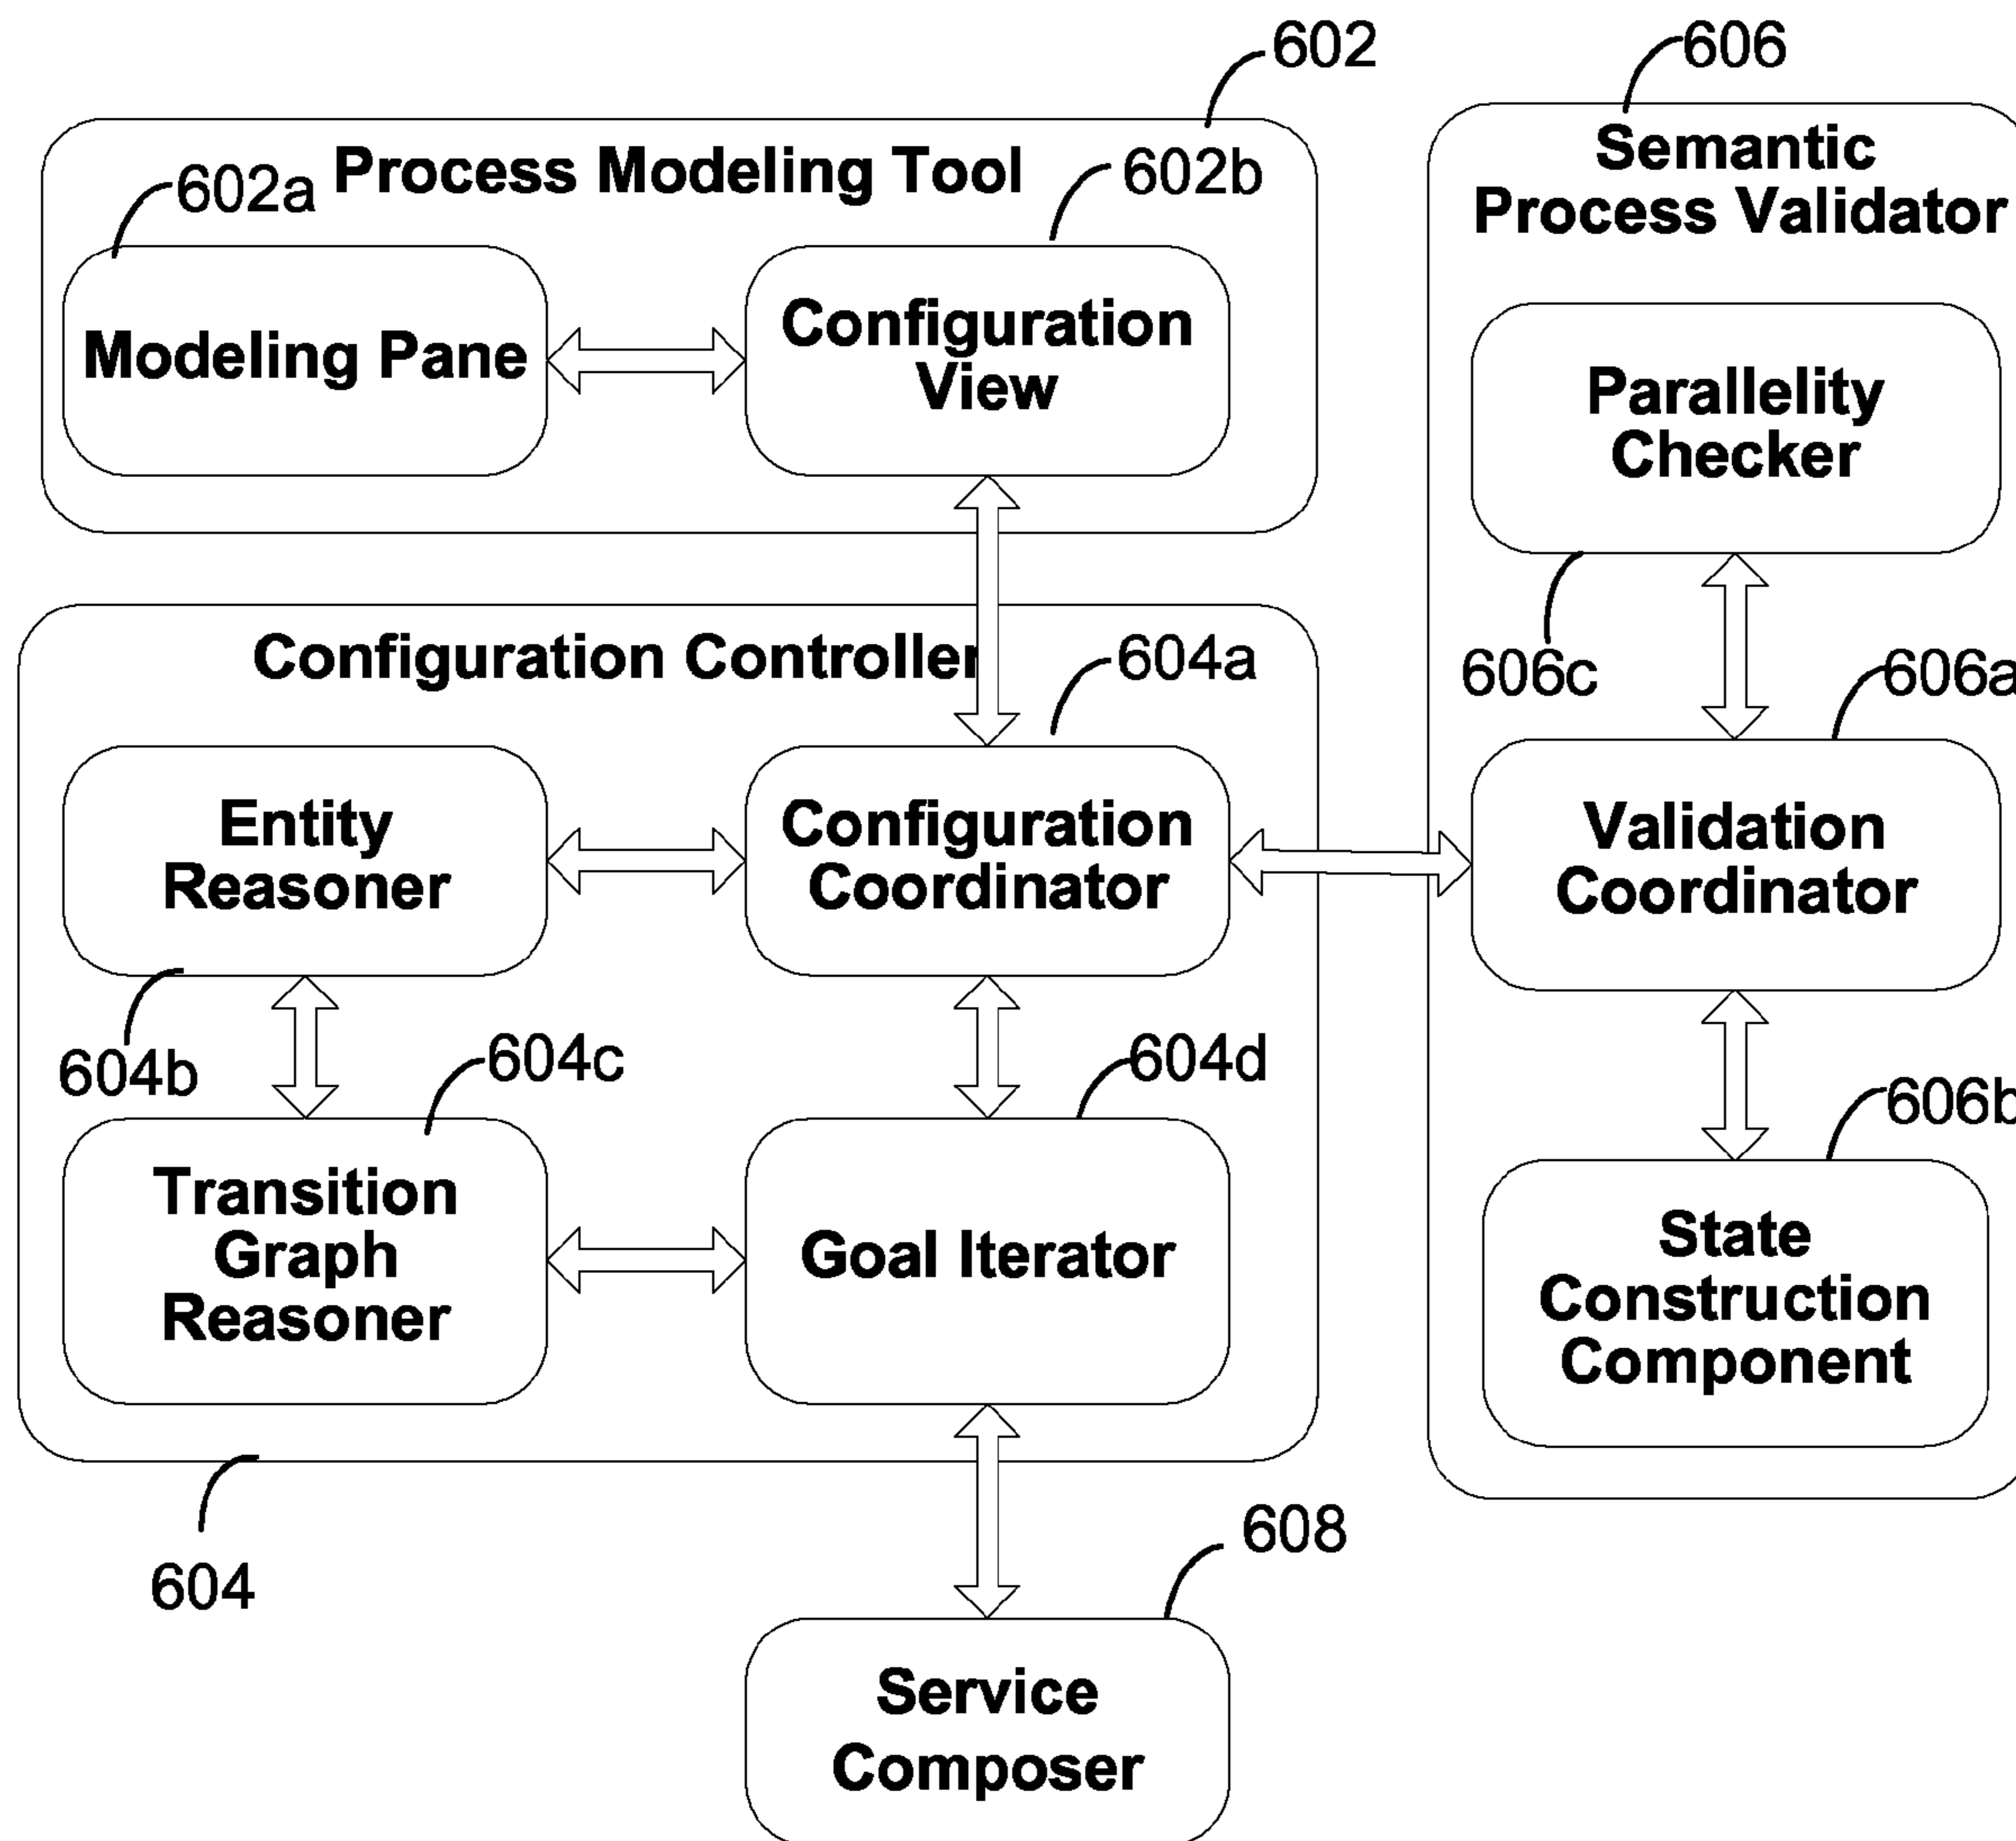 602
606
Process Modeling Tool
602a
602b
Semantic
Process Validator
Modeling Pane
Configuration
View
Parallelity
Checker
606c
606a
Configuration Controller
604a
Entity
Reasoner
Configuration
Coordinator
Validation
Coordinator
604b
604c
604d
606b
Transition
Graph
Reasoner
Goal Iterator
State
Construction
Component
604
608
Service
Composer